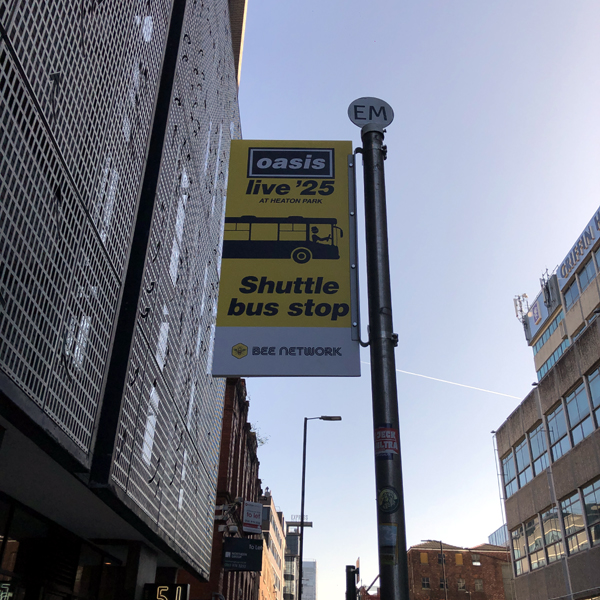 EM
oasis
live '25
AT HEATON PARK
Shuttle
bus stop
BEE NETWORK